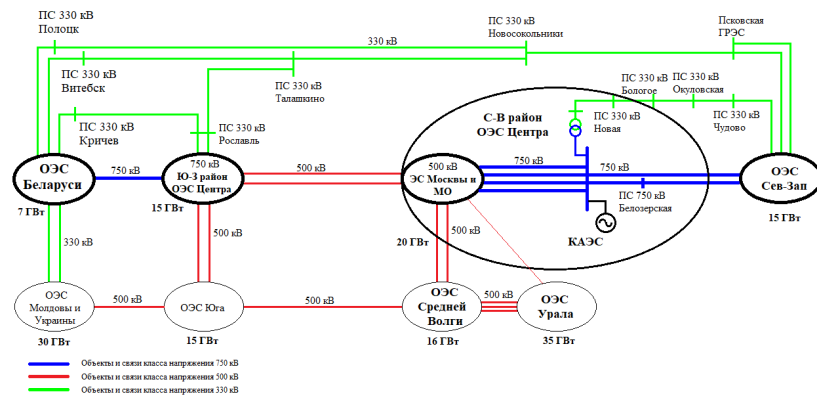 ПС 330 кВ
Полоцк
330 кВ
ПС 330 кВ
Новосокольники
Псковская
ГРЭС
ПС 330 кВ
Витебск
ПС 330 кВ
Талашкино
ПС 330 кВ
Бологое
ПС 330 кВ
Окуловская
С-В район
ОЭС Центра
ПС 330 кВ
Новая
ПС 330 кВ
Чудово
ПС 330 кВ
Кричев
ПС 330 кВ
Рославль
ОЭС
Беларуси
750 кВ
750 кВ
Ю-З район
ОЭС Центра
500 кВ
500 кВ
ЭС Москвы и
МО
750 кВ
750 кВ
ОЭС
Сев-Зап
ПС 750 кВ
Белозерская
7 ГВт
15 ГВт
20 ГВт
КАЭС
15 ГВт
330 кВ
500 кВ
500 кВ
ОЭС
Молдовы и
Украины
500 кВ
ОЭС Юга
500 кВ
ОЭС
Средней
Волги
500 кВ
ОЭС
Урала
30 ГВт
15 ГВт
16 ГВт
35 ГВт
Объекты и связи класса напряжения 750 кВ
Объекты и связи класса напряжения 500 кВ
Объекты и связи класса напряжения 330 кВ